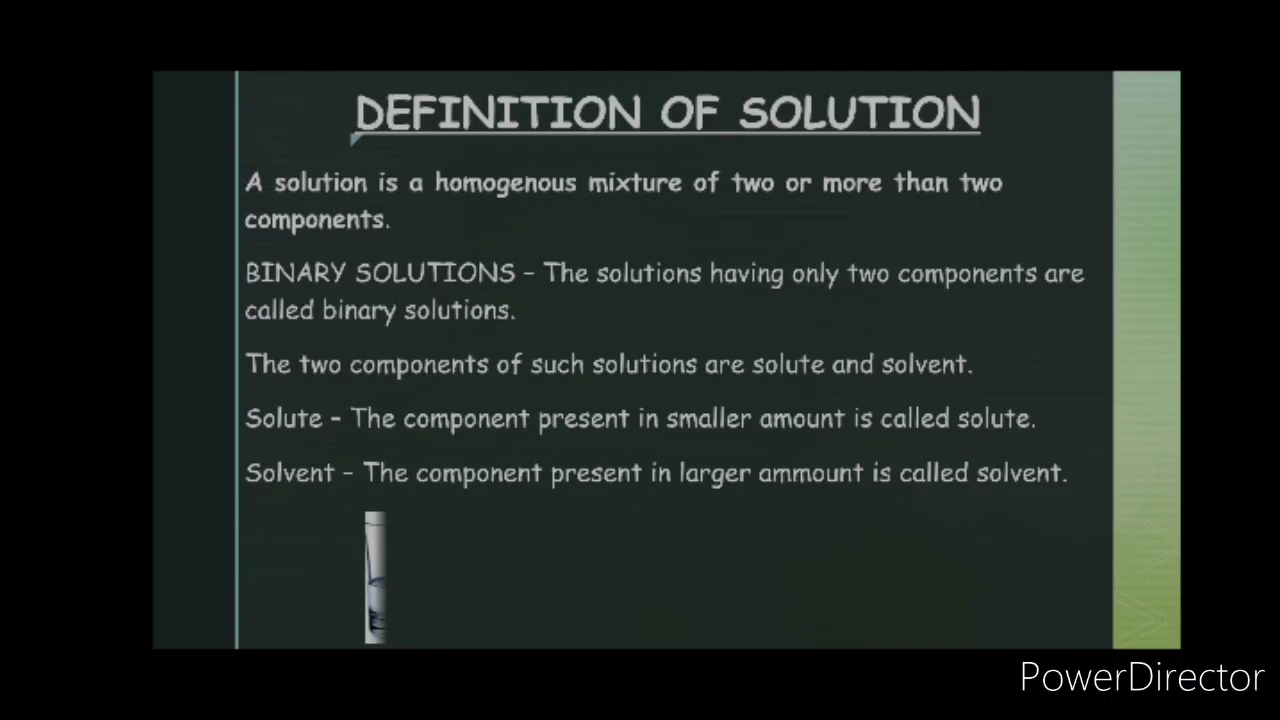 DEFINITION OF SOLUTION
A solution is a homogenous mixture of two or more than two
components.
BINARY SOLUTIONS – The solutions having only two components are
called binary solutions.
The two components of such solutions are solute and solvent.
Solute – The component present in smaller amount is called solute.
Solvent – The component present in larger ammount is called solvent.
PowerDirector